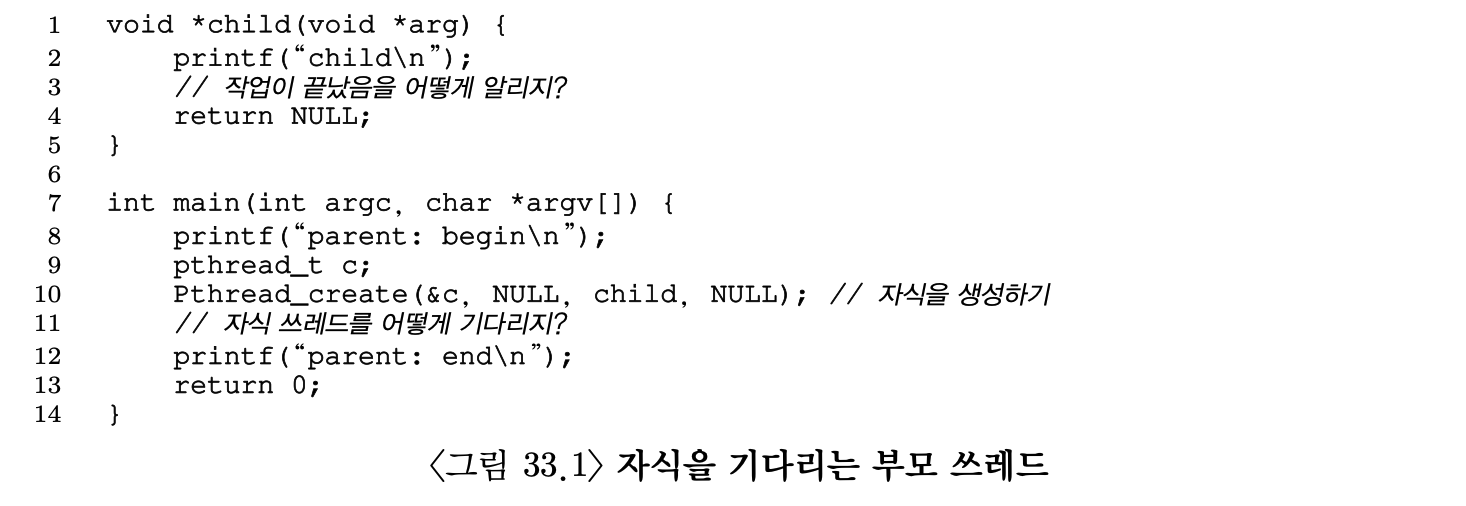 1 void *child(void *arg) {
2 printf(“child\n”);
3 // 작업이 끝났음을 어떻게 알리지?
4 return NULL;
5 }
6
7 int main(int argc, char *argv[]) {
8 printf(“parent: begin\n”);
9 pthread_t c;
10 Pthread_create(&c, NULL, child, NULL); // 자식을 생성하기
11 // 자식 쓰레드를 어떻게 기다리지?
12 printf(“parent: end\n”);
13 return 0;
14 }
〈그림 33.1〉 자식을 기다리는 부모 쓰레드